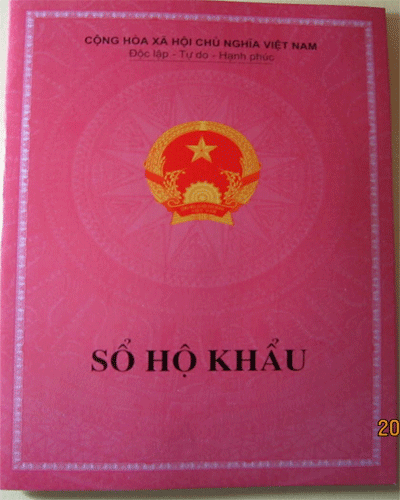 CỘNG HÒA XÃ HỘI CHỦ NGHĨA VIỆT NAM
Độc lập - Tự do - Hạnh phúc
SỔ HỘ KHẨU
20